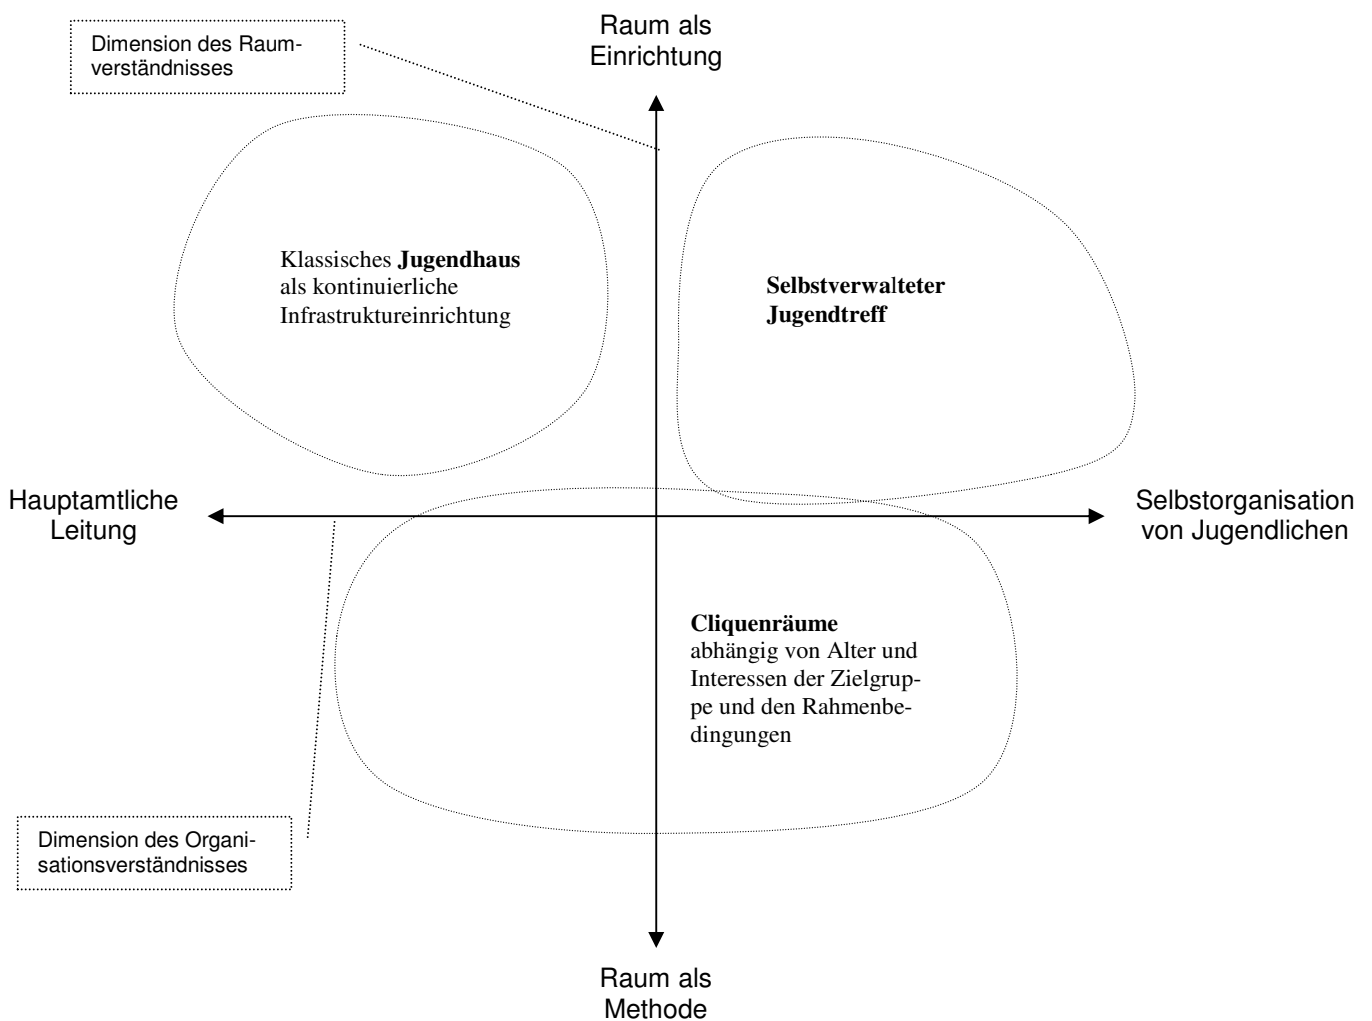 Raum als
Einrichtung
Dimension des Raum-
verständnisses
Klassisches Jugendhaus
als kontinuierliche
Infrastruktureinrichtung
Selbstverwalteter
Jugendtreff
Hauptamtliche
Leitung
Selbstorganisation
von Jugendlichen
Cliquenräume
abhängig von Alter und
Interessen der Zielgrup-
pe und den Rahmenbe-
dingungen
Dimension des Organi-
sationsverständnisses
Raum als
Methode